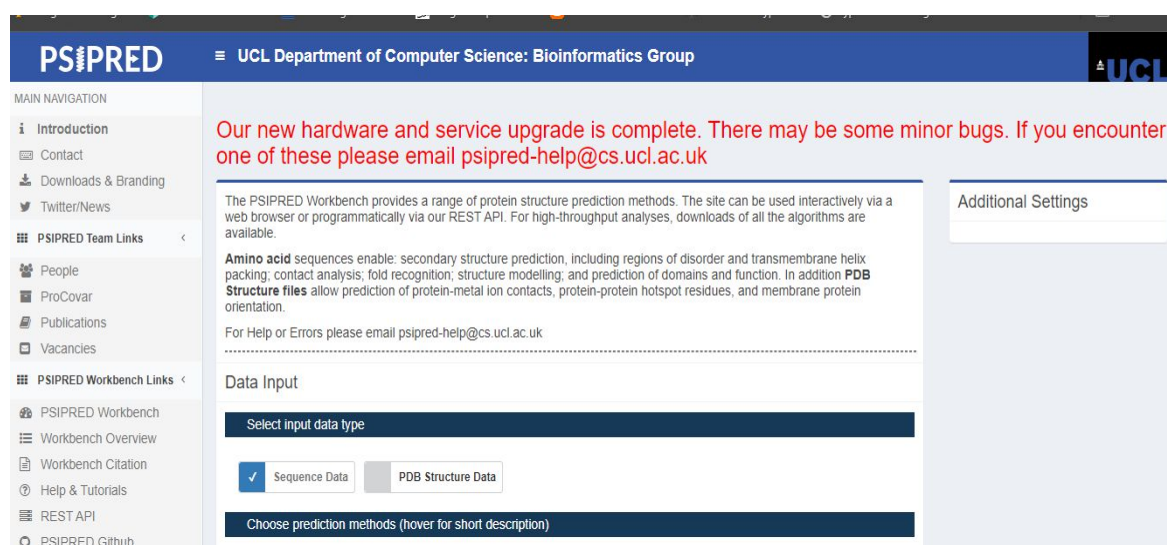 PSIPRED
≡ UCL Department of Computer Science: Bioinformatics Group
UCL
MAIN NAVIGATION
Introduction
Contact
Downloads & Branding
Twitter/News
PSIPRED Team Links <
People
ProCovar
Publications
Vacancies
PSIPRED Workbench Links <
PSIPRED Workbench
Workbench Overview
Workbench Citation
Help & Tutorials
REST API
PSIPRED Github
Our new hardware and service upgrade is complete. There may be some minor bugs. If you encounter
one of these please email psipred-help@cs.ucl.ac.uk
The PSIPRED Workbench provides a range of protein structure prediction methods. The site can be used interactively via a
web browser or programmatically via our REST API. For high-throughput analyses, downloads of all the algorithms are
available.
Amino acid sequences enable: secondary structure prediction, including regions of disorder and transmembrane helix
packing; contact analysis; fold recognition; structure modelling; and prediction of domains and function. In addition PDB
Structure files allow prediction of protein-metal ion contacts, protein-protein hotspot residues, and membrane protein
orientation.
For Help or Errors please email psipred-help@cs.ucl.ac.uk
Data Input
Select input data type
Sequence Data
PDB Structure Data
Choose prediction methods (hover for short description)
Additional Settings